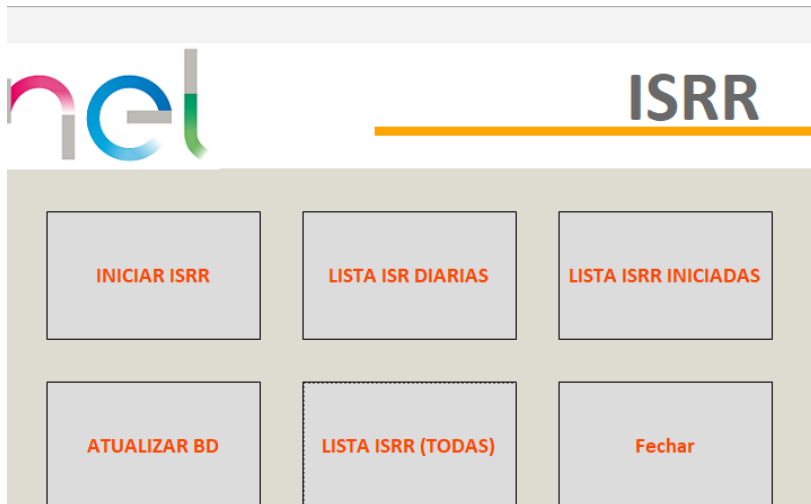 nel
ISRR
INICIAR ISRR
LISTA ISR DIARIAS
LISTA ISRR INICIADAS
ATUALIZAR BD
LISTA ISRR (TODAS)
Fechar